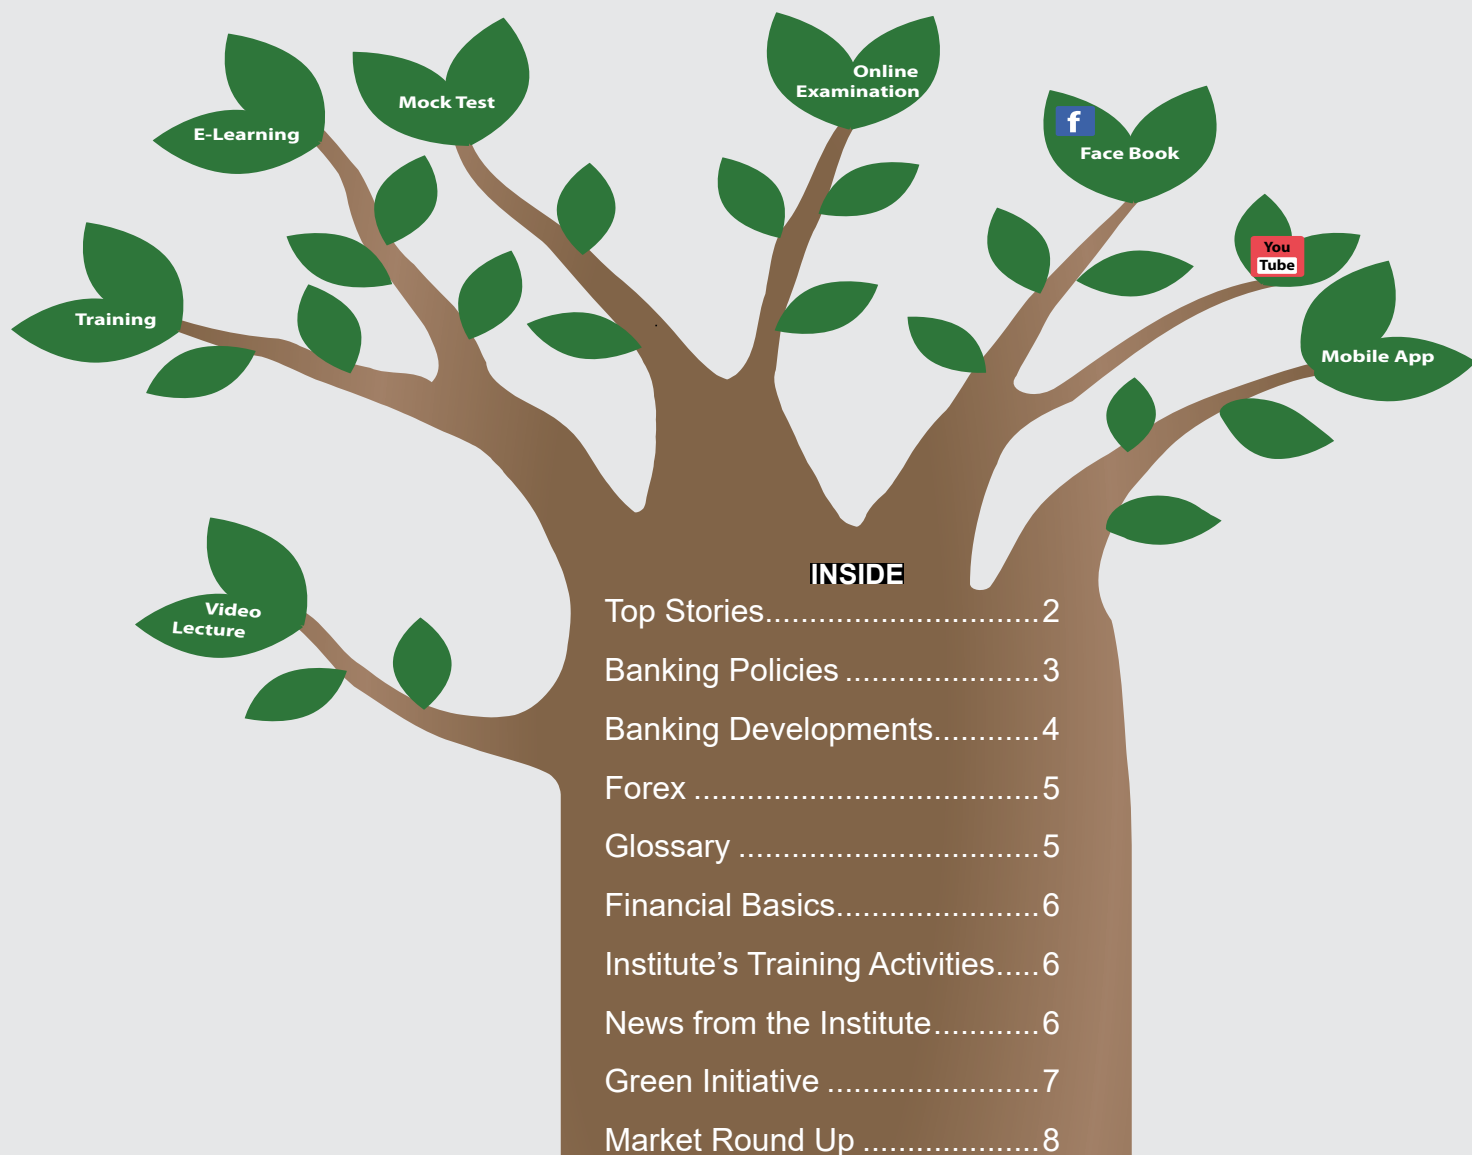 Online
Examination
Mock Test
E-Learning
f
Face Book
You
Tube
Training
Mobile App
Video
Lecture
INSIDE
Top Stories...............................2
Banking Policies ......................3
Banking Developments............4
Forex .......................................5
Glossary ..................................5
Financial Basics.......................6
Institute’s Training Activities.....6
News from the Institute............6
Green Initiative ........................7
Market Round Up ....................8